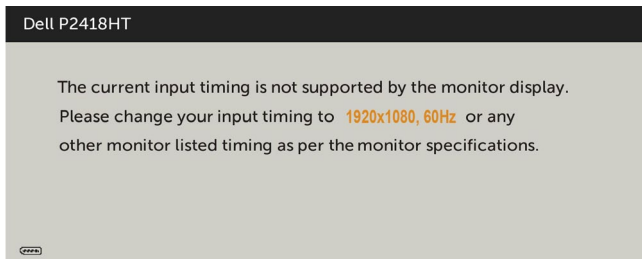 Dell P2418HT
The current input timing is not supported by the monitor display.
Please change your input timing to 1920x1080, 60Hz or any
other monitor listed timing as per the monitor specifications.